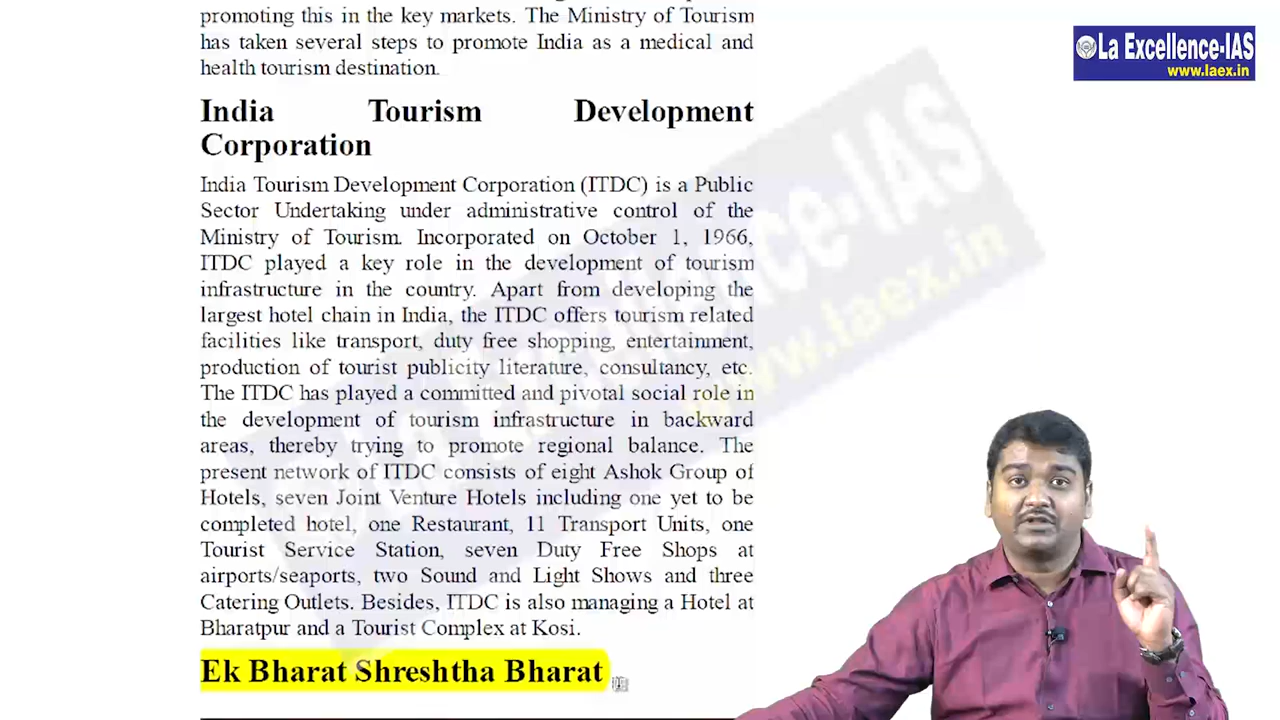 promoting this in the key markets. The Ministry of Tourism
has taken several steps to promote India as a medical and
health tourism destination.
India Tourism Development
Corporation
India Tourism Development Corporation (ITDC) is a Public
Sector Undertaking under administrative control of the
Ministry of Tourism. Incorporated on October 1, 1966,
ITDC played a key role in the development of tourism
infrastructure in the country. Apart from developing the
largest hotel chain in India, the ITDC offers tourism related
facilities like transport, duty free shopping, entertainment,
production of tourist publicity literature, consultancy, etc.
The ITDC has played a committed and pivotal social role in
the development of tourism infrastructure in backward
areas, thereby trying to promote regional balance. The
present network of ITDC consists of eight Ashok Group of
Hotels, seven Joint Venture Hotels including one yet to be
completed hotel, one Restaurant, 11 Transport Units, one
Tourist Service Station, seven Duty Free Shops at
airports/seaports, two Sound and Light Shows and three
Catering Outlets. Besides, ITDC is also managing a Hotel at
Bharatpur and a Tourist Complex at Kosi.
Ek Bharat Shreshtha Bharat
La Excellence-IAS
www.laex.in
La Excellence-IAS
www.laex.in